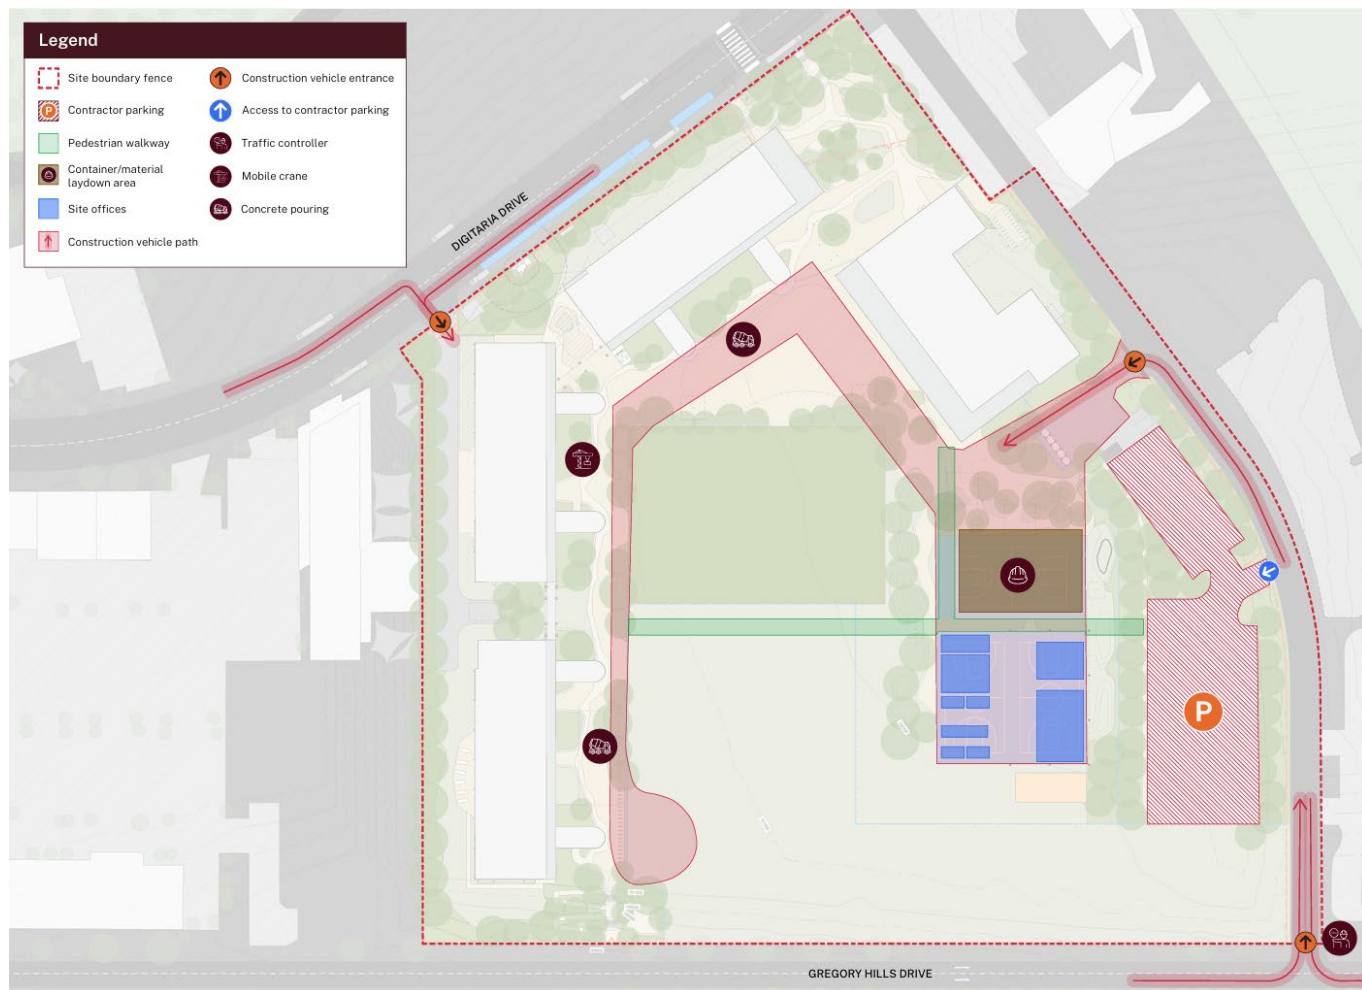 Legend
Site boundary fence
Construction vehicle entrance
P
Contractor parking
Access to contractor parking
Pedestrian walkway
Traffic controller
Container/material
laydown area
Mobile crane
Site offices
Concrete pouring
Construction vehicle path
DIGITARIA DRIVE
P
GREGORY HILLS DRIVE